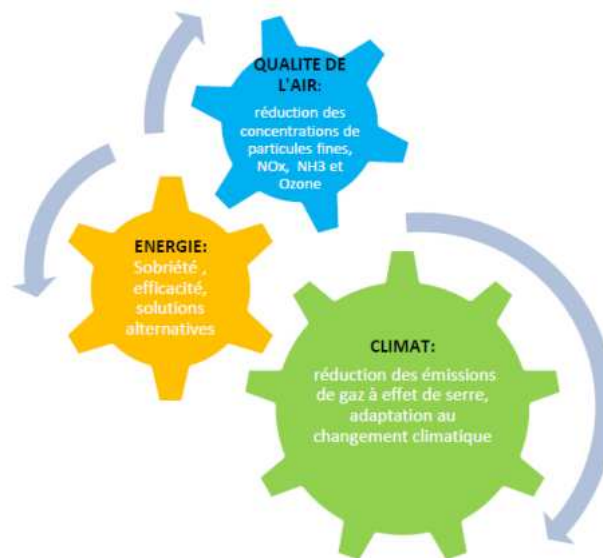 QUALITE DE
L'AIR:
réduction des
concentrations de
particules fines,
NOx, NH3 et
Ozone
ENERGIE:
Sobriété ,
efficacité,
solutions
alternatives
CLIMAT:
réduction des émissions
de gaz à effet de serre,
adaptation au
changement climatique